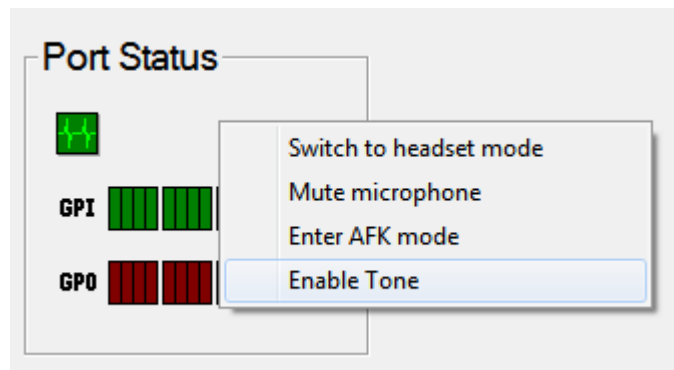 Port Status
Switch to headset mode
Mute microphone
GPI
Enter AFK mode
GPO
Enable Tone